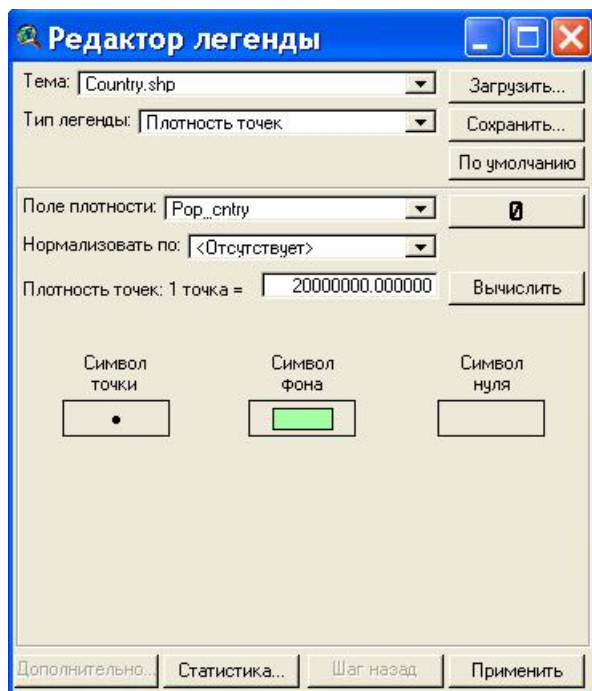 Редактор легенды
Тема: Country.shp
Загрузить...
Тип легенды: Плотность точек
Сохранить...
По умолчанию
Поле плотности: Pop_cntry
0
Нормализовать по: <Отсутствует>
Плотность точек: 1 точка = 20000000.000000
Вычислить
Символ точки
Символ фона
Символ нуля
Дополнительно...
Статистика...
Шаг назад
Применить